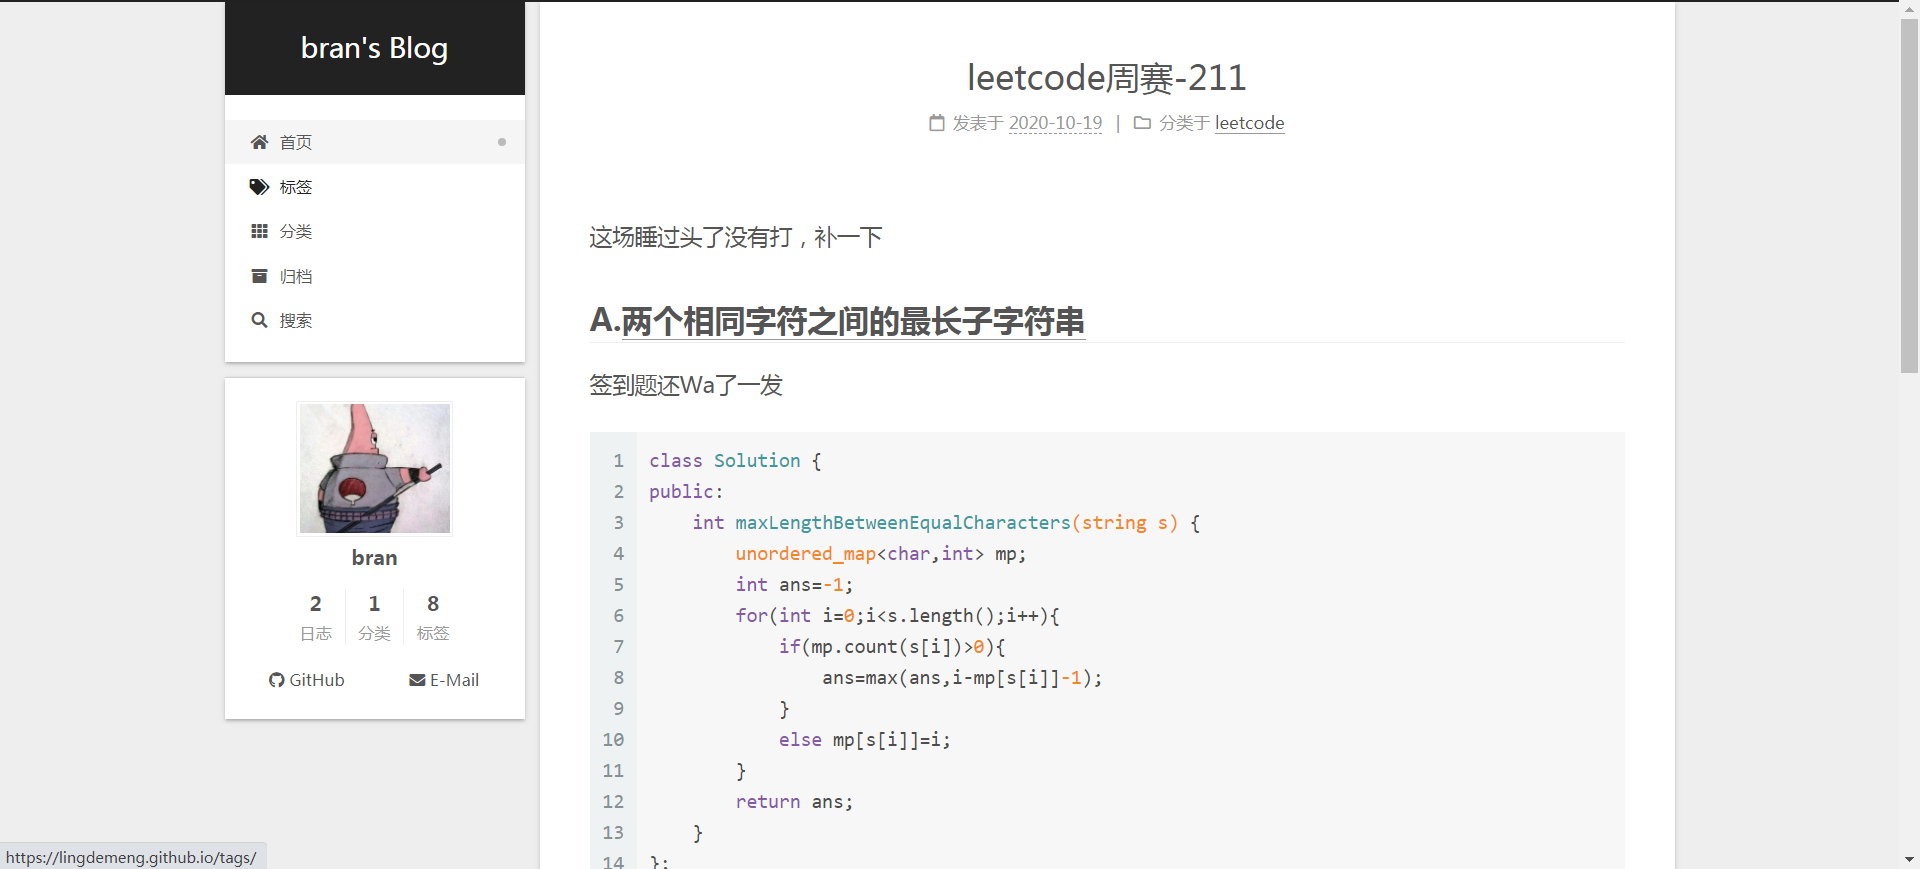 bran's Blog
首页
标签
分类
归档
搜索
bran
2
日志
1
分类
8
标签
GitHub
E-Mail
leetcode周赛-211
发表于 2020-10-19 | 分类于 leetcode
这场睡过头了没有打，补一下
A.两个相同字符之间的最长子字符串
签到题还Wa了一发
1 class Solution {
2 public:
3     int maxLengthBetweenEqualCharacters(string s) {
4         unordered_map<char,int> mp;
5         int ans=-1;
6         for(int i=0;i<s.length();i++){
7             if(mp.count(s[i])>0){
8                 ans=max(ans,i-mp[s[i]]-1);
9             }
10             else mp[s[i]]=i;
11         }
12         return ans;
13     }
14 };
https://lingdemeng.github.io/tags/